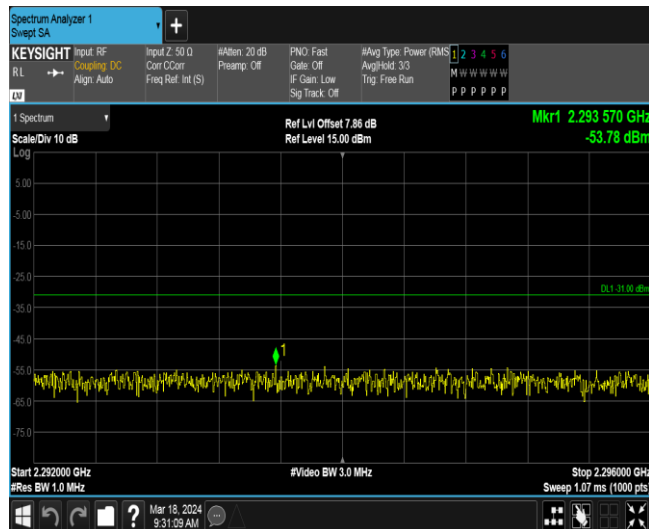 Spectrum Analyzer 1
Swept SA
+
KEYSIGHT
RL
LXI
Input: RF
Coupling: DC
Align: Auto
Input Z: 50 Ω
Corr CCorr
Freq Ref: Int (S)
#Atten: 20 dB
Preamp: Off
PNO: Fast
Gate: Off
IF Gain: Low
Sig Track: Off
#Avg Type: Power (RMS
Avg|Hold: 3/3
Trig: Free Run
1 2 3 4 5 6
M W W W W W
P P P P P P
1 Spectrum
Scale/Div 10 dB
Ref Lvl Offset 7.86 dB
Ref Level 15.00 dBm
Mkr1 2.293 570 GHz
-53.78 dBm
Log
5.00
-5.00
-15.0
-25.0
DL1 -31.00 dBm
-35.0
-45.0
1
-55.0
-65.0
-75.0
Start 2.292000 GHz
#Video BW 3.0 MHz
Stop 2.296000 GHz
#Res BW 1.0 MHz
Sweep 1.07 ms (1000 pts)
?
Mar 18, 2024
9:31:09 AM